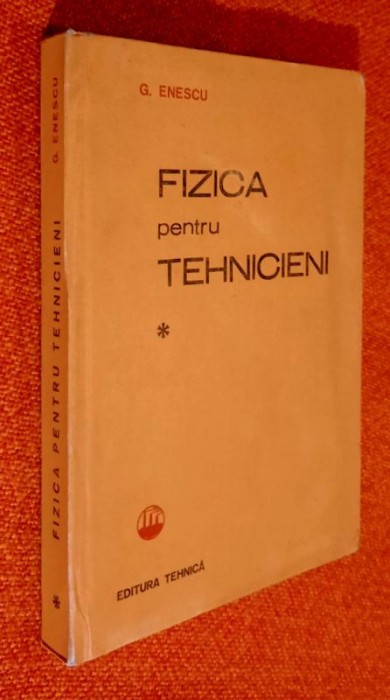 G. ENESCU
FIZICA
pentru
TEHNICIENI
*
EDITURA TEHNICĂ
FIZICA PENTRU TEHNICIENI G. ENESCU
*